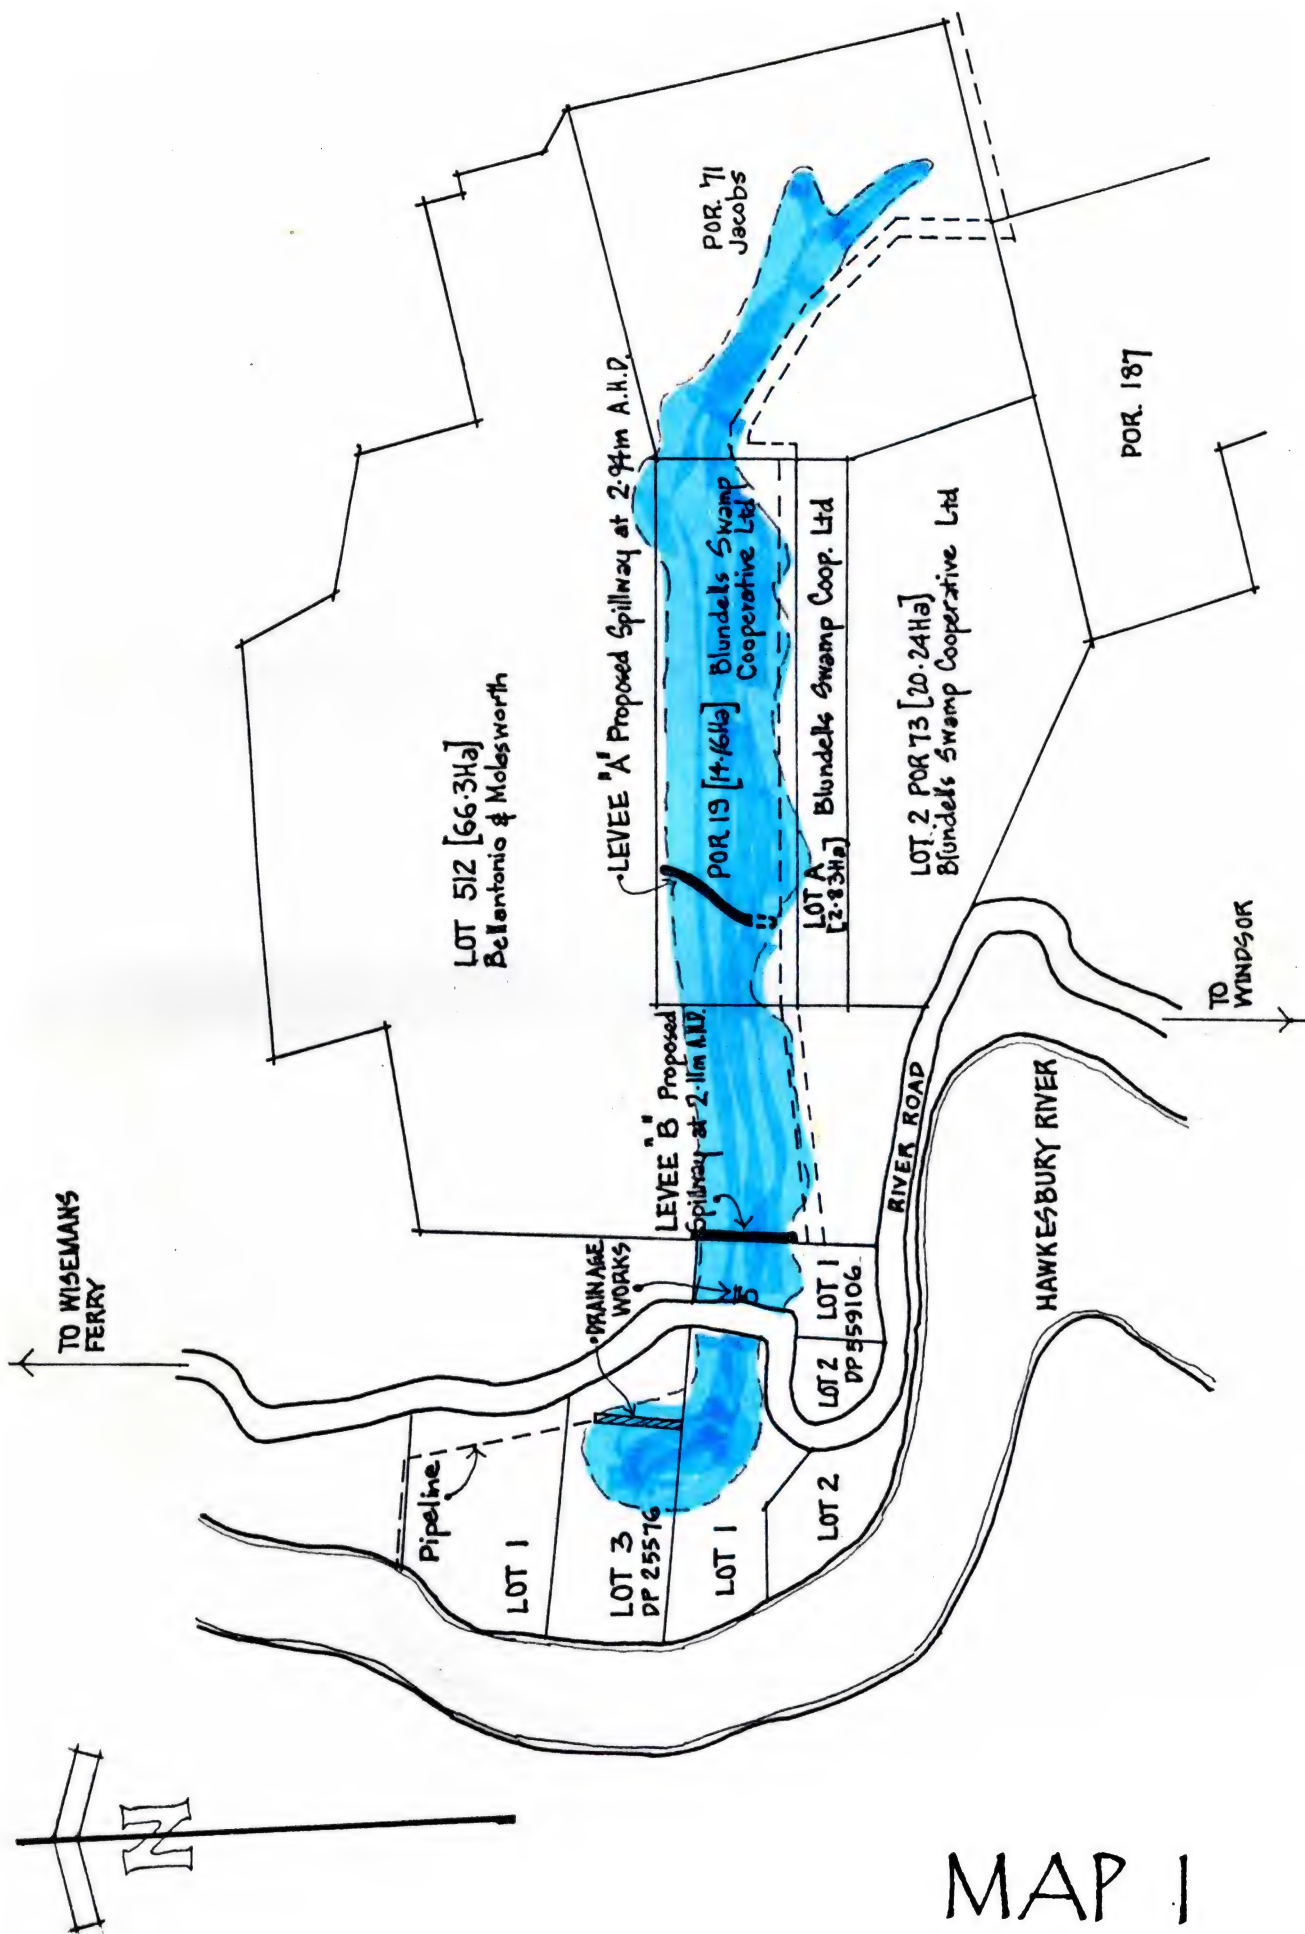 TO WISEMANS
FERRY
N
LOT 512 [66.3Ha]
Bellantonio & Molesworth
LEVEE "A" Proposed Spillway at 2.94m A.H.D.
POR. 71
Jacobs
LEVEE "B" Proposed
Spillway at 2.11m A.H.D.
DRAINAGE
WORKS
POR 19 [14.16Ha]
Blundells Swamp
Cooperative Ltd
LOT A
[2.83Ha]
Blundells Swamp Coop. Ltd
LOT 2 POR 73 [20.24Ha]
Blundells Swamp Cooperative Ltd
POR. 187
Pipeline
LOT 1
LOT 3
DP 25576
LOT 1
LOT 2
LOT 2
LOT 1
DP 559106
RIVER ROAD
HAWKESBURY RIVER
TO
WINDSOR
MAP 1